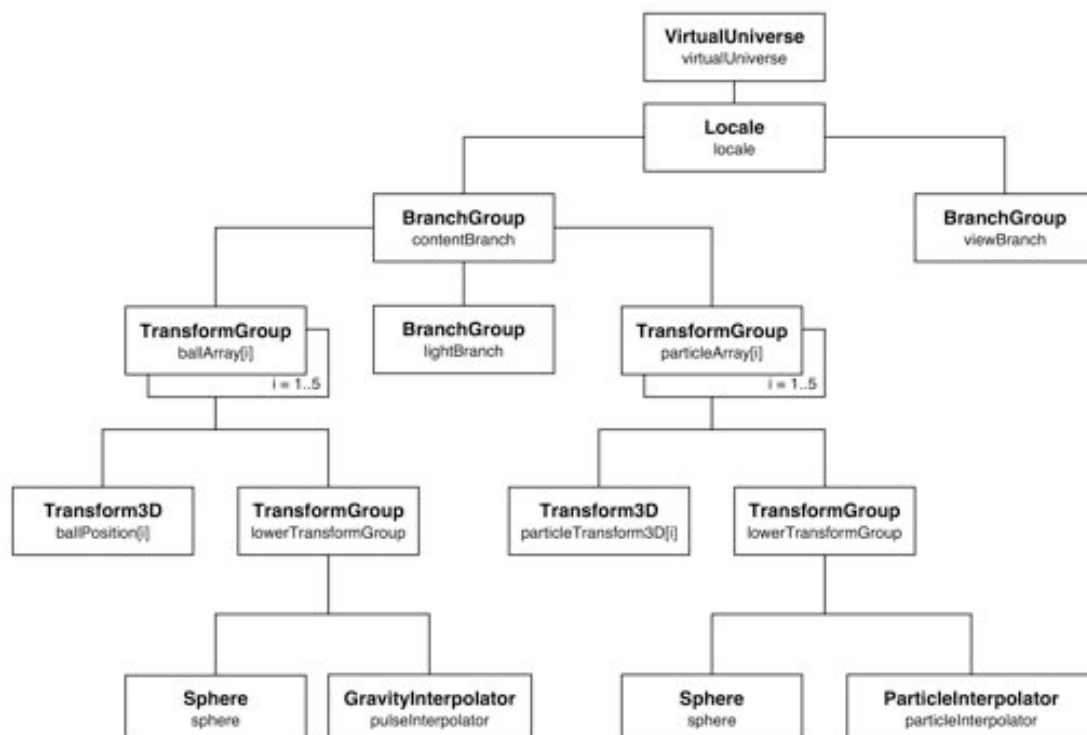 VirtualUniverse
virtualUniverse
Locale
locale
BranchGroup
contentBranch
BranchGroup
viewBranch
TransformGroup
ballArray[i]
i = 1..5
BranchGroup
lightBranch
TransformGroup
particleArray[i]
i = 1..5
Transform3D
ballPosition[i]
TransformGroup
lowerTransformGroup
Transform3D
particleTransform3D[i]
TransformGroup
lowerTransformGroup
Sphere
sphere
GravityInterpolator
pulseInterpolator
Sphere
sphere
ParticleInterpolator
particleInterpolator